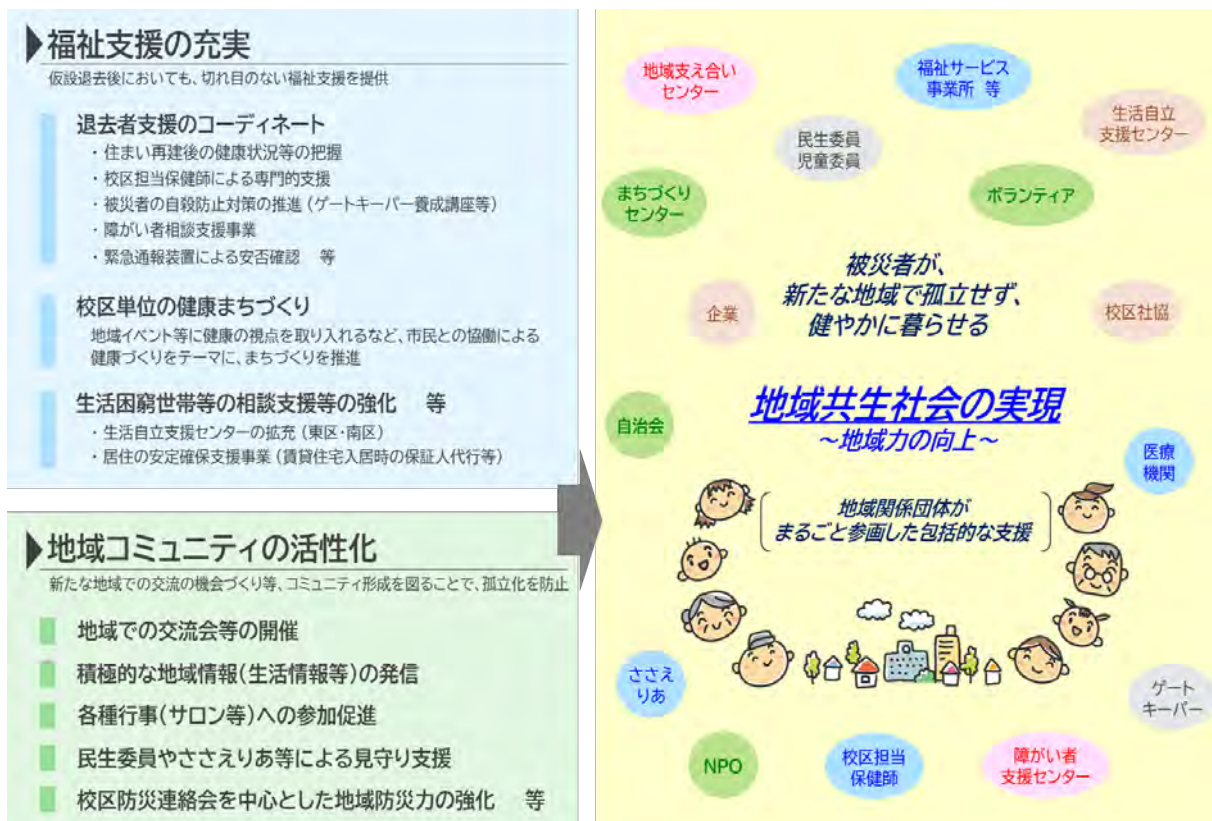 ▶福祉支援の充実
仮設退去後においても、切れ目のない福祉支援を提供
退去者支援のコーディネート
・住まい再建後の健康状況等の把握
・校区担当保健師による専門的支援
・被災者の自殺防止対策の推進（ゲートキーパー養成講座等）
・障がい者相談支援事業
・緊急通報装置による安否確認　等
校区単位の健康まちづくり
地域イベント等に健康の視点を取り入れるなど、市民との協働による
健康づくりをテーマに、まちづくりを推進
生活困窮世帯等の相談支援等の強化　等
・生活自立支援センターの拡充（東区・南区）
・居住の安定確保支援事業（賃貸住宅入居時の保証人代行等）
▶地域コミュニティの活性化
新たな地域での交流の機会づくり等、コミュニティ形成を図ることで、孤立化を防止
地域での交流会等の開催
積極的な地域情報（生活情報等）の発信
各種行事（サロン等）への参加促進
民生委員やささえりあ等による見守り支援
校区防災連絡会を中心とした地域防災力の強化　等
地域支え合い
センター
福祉サービス
事業所 等
民生委員
児童委員
生活自立
支援センター
まちづくり
センター
ボランティア
被災者が、
新たな地域で孤立せず、
健やかに暮らせる
企業
校区社協
地域共生社会の実現
～地域力の向上～
自治会
医療
機関
地域関係団体が
まるごと参画した包括的な支援
ささえ
りあ
ゲート
キーパー
NPO
校区担当
保健師
障がい者
支援センター